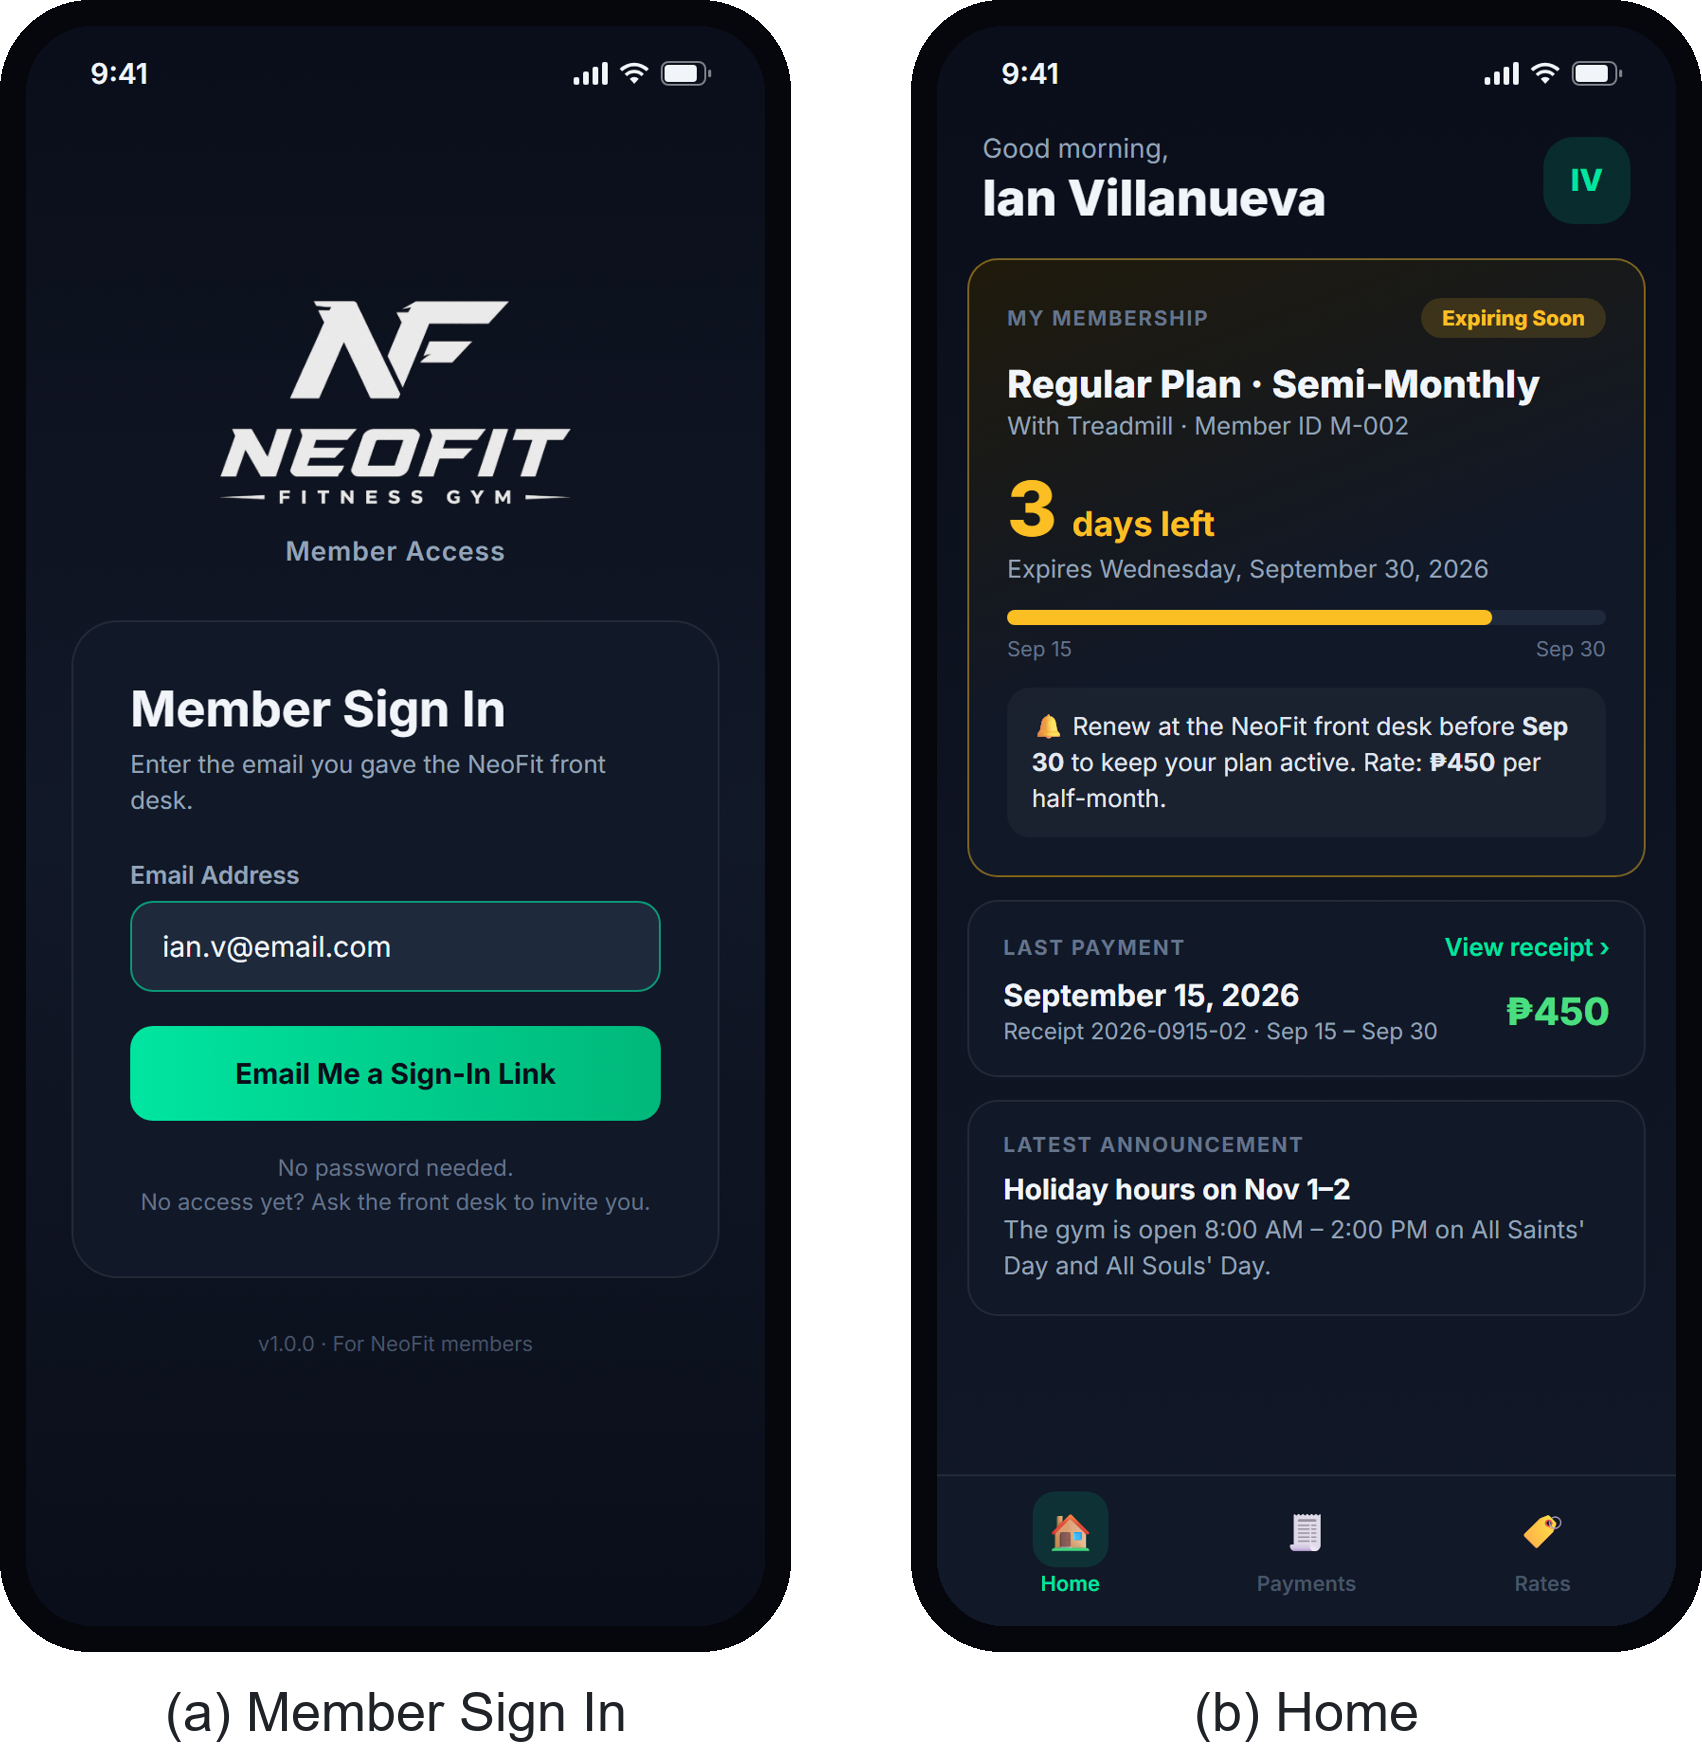 9:41
NF
NEOFIT
FITNESS GYM
Member Access
Member Sign In
Enter the email you gave the NeoFit front
desk.
Email Address
ian.v@email.com
Email Me a Sign-In Link
No password needed.
No access yet? Ask the front desk to invite you.
v1.0.0 · For NeoFit members
(a) Member Sign In
9:41
Good morning,
Ian Villanueva
IV
MY MEMBERSHIP
Expiring Soon
Regular Plan · Semi-Monthly
With Treadmill · Member ID M-002
3 days left
Expires Wednesday, September 30, 2026
Sep 15
Sep 30
🔔 Renew at the NeoFit front desk before Sep
30 to keep your plan active. Rate: ₱450 per
half-month.
LAST PAYMENT
View receipt ›
September 15, 2026
₱450
Receipt 2026-0915-02 · Sep 15 – Sep 30
LATEST ANNOUNCEMENT
Holiday hours on Nov 1–2
The gym is open 8:00 AM – 2:00 PM on All Saints'
Day and All Souls' Day.
Home
Payments
Rates
(b) Home